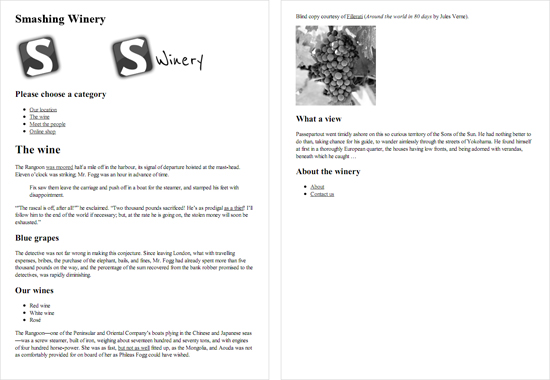 Smashing Winery
S
S Winery
Please choose a category
Our location
The wine
Meet the people
Online shop
The wine
The Rangoon was moored half a mile off in the harbour, its signal of departure hoisted at the mast-head.
Eleven o'clock was striking; Mr. Fogg was an hour in advance of time.
Fix saw them leave the carriage and push off in a boat for the steamer, and stamped his feet with
disappointment.
"“The rascal is off, after all!”" he exclaimed. "Two thousand pounds sacrificed! He's as prodigal as a thief! I'll
follow him to the end of the world if necessary; but, at the rate he is going on, the stolen money will soon be
exhausted."
Blue grapes
The detective was not far wrong in making this conjecture. Since leaving London, what with travelling
expenses, bribes, the purchase of the elephant, bails, and fines, Mr. Fogg had already spent more than five
thousand pounds on the way, and the percentage of the sum recovered from the bank robber promised to the
detectives, was rapidly diminishing.
Our wines
Red wine
White wine
Rosé
The Rangoon—one of the Peninsular and Oriental Company's boats plying in the Chinese and Japanese seas
—was a screw steamer, built of iron, weighing about seventeen hundred and seventy tons, and with engines
of four hundred horse-power. She was as fast, but not as well fitted up, as the Mongolia, and Aouda was not
as comfortably provided for on board of her as Phileas Fogg could have wished.
Blind copy courtesy of Fillerati (Around the world in 80 days by Jules Verne).
What a view
Passepartout went timidly ashore on this so curious territory of the Sons of the Sun. He had nothing better to
do than, taking chance for his guide, to wander aimlessly through the streets of Yokohama. He found himself
at first in a thoroughly European quarter, the houses having low fronts, and being adorned with verandas,
beneath which he caught …
About the winery
About
Contact us